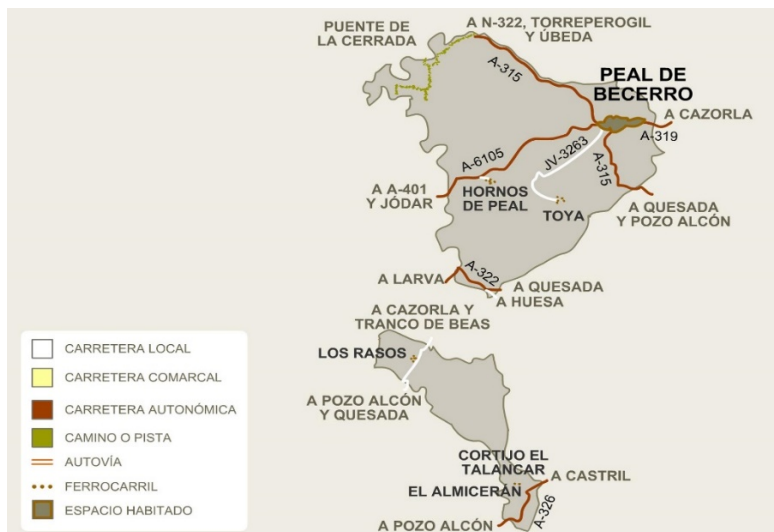 PUENTE DE
LA CERRADA
A N-322, TORREPEROGIL
Y ÚBEDA
A-315
PEAL DE
BECERRO
A CAZORLA
A-319
A-6105
JV-3263
A-315
A A-401
Y JÓDAR
HORNOS
DE PEAL
TOYA
A QUESADA
Y POZO ALCÓN
A LARVA
A-322
A QUESADA
A HUESA
A CAZORLA Y
TRANCO DE BEAS
LOS RASOS
A POZO ALCÓN
Y QUESADA
CORTIJO EL
TALANCAR
A CASTRIL
EL ALMICERÁN
A-326
A POZO ALCÓN
CARRETERA LOCAL
CARRETERA COMARCAL
CARRETERA AUTONÓMICA
CAMINO O PISTA
AUTOVÍA
FERROCARRIL
ESPACIO HABITADO